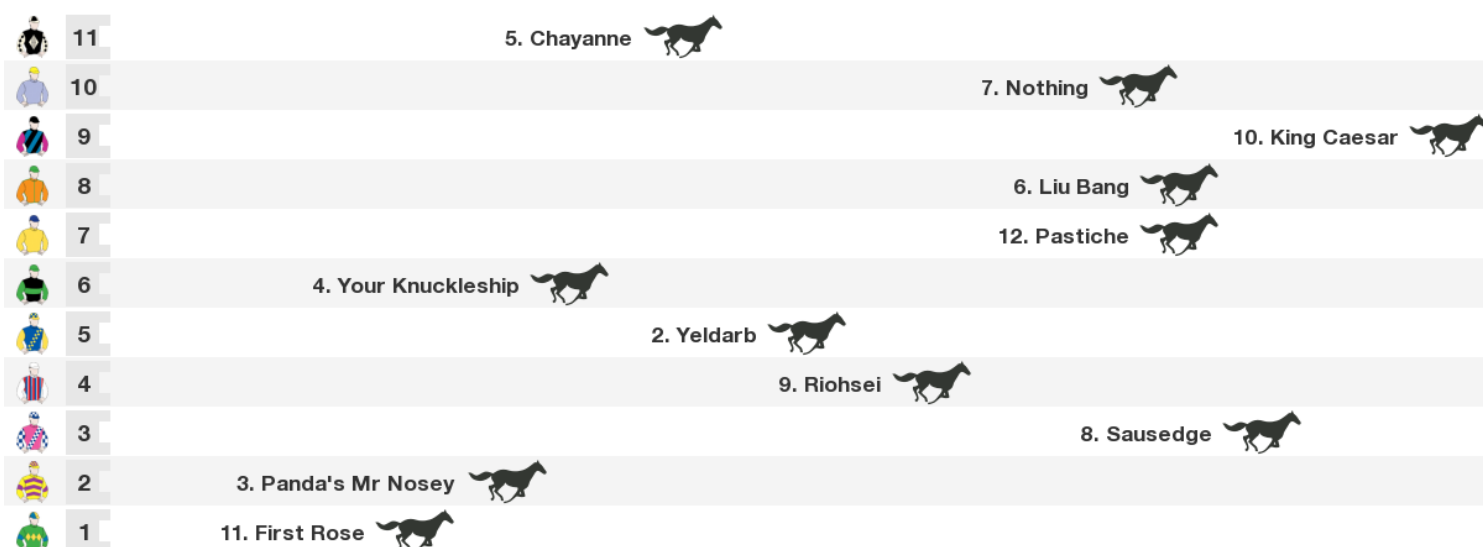 11 5. Chayanne
10 7. Nothing
9 10. King Caesar
8 6. Liu Bang
7 12. Pastiche
6 4. Your Knuckleship
5 2. Yeldarb
4 9. Riohsei
3 8. Sausedge
2 3. Panda's Mr Nosey
1 11. First Rose